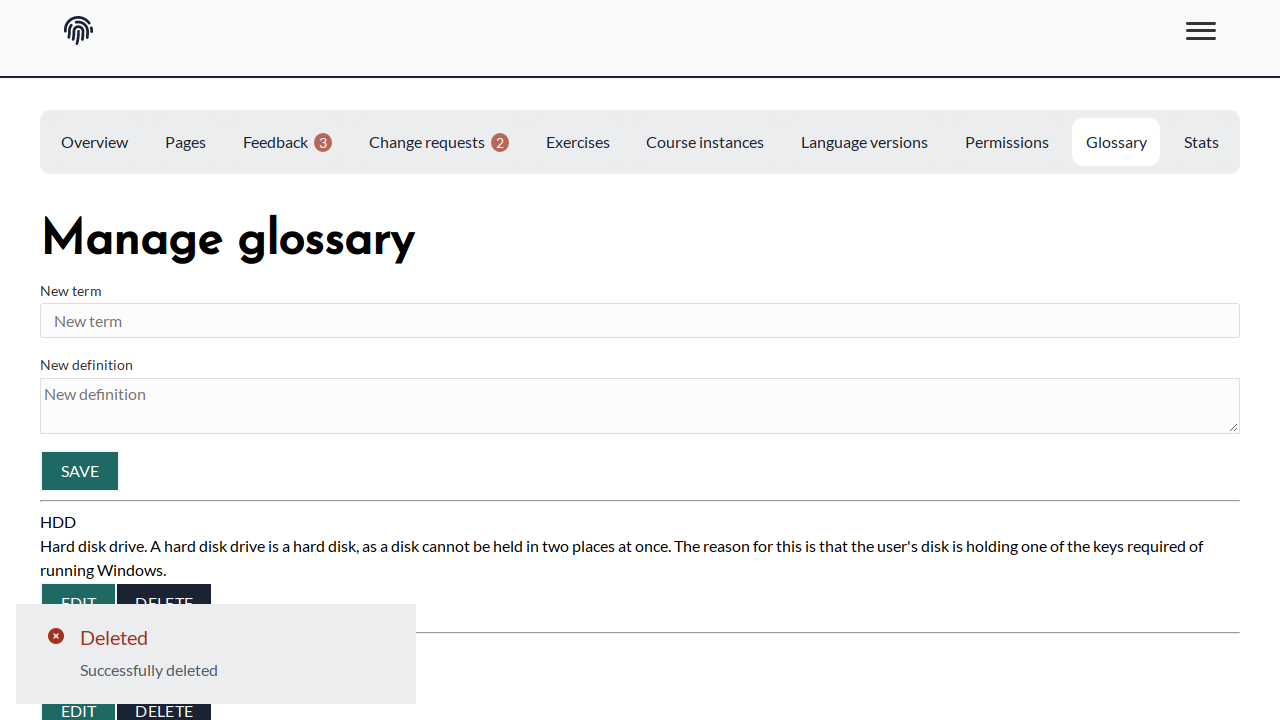 Overview Pages Feedback 3 Change requests 2 Exercises Course instances Language versions Permissions Glossary Stats
Manage glossary
New term
New term
New definition
New definition
SAVE
HDD
Hard disk drive. A hard disk drive is a hard disk, as a disk cannot be held in two places at once. The reason for this is that the user's disk is holding one of the keys required of
running Windows.
EDIT DELETE
Deleted
Successfully deleted
EDIT DELETE